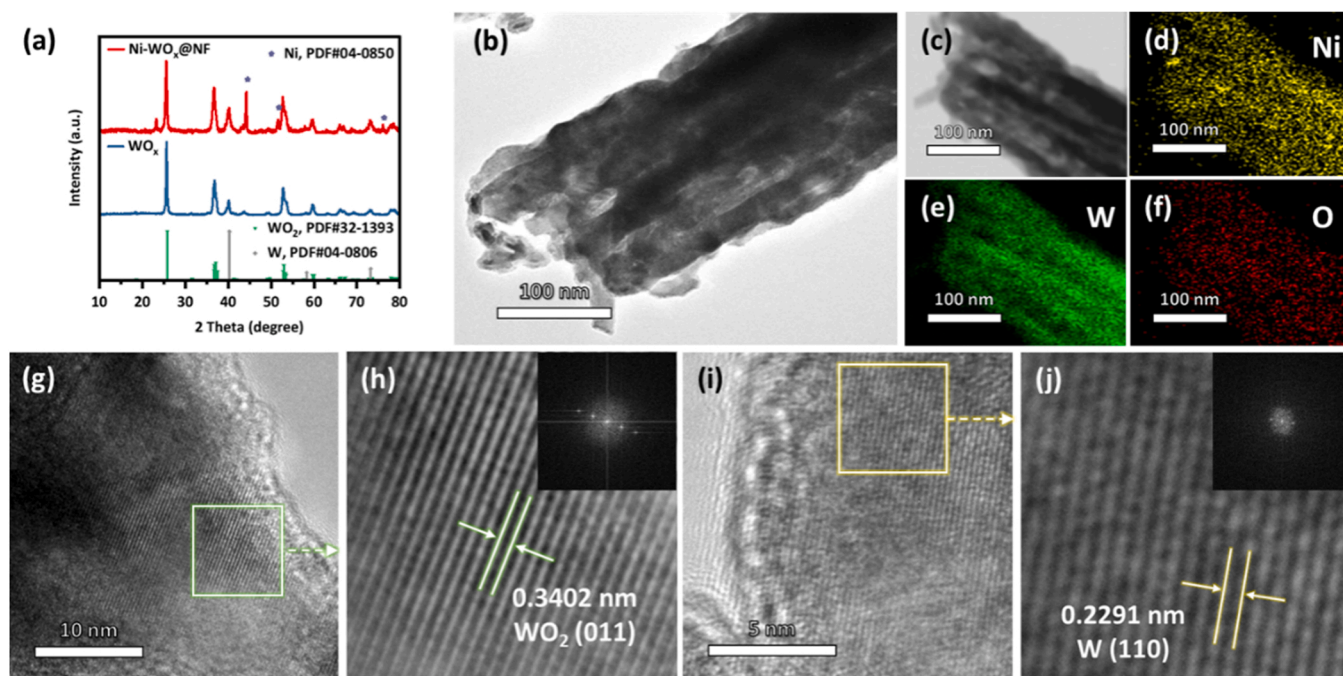 (a)
Ni-WOₓ@NF
Ni, PDF#04-0850
WOₓ
WO₂, PDF#32-1393
W, PDF#04-0806
Intensity (a.u.)
10 20 30 40 50 60 70 80
2 Theta (degree)
(b)
100 nm
(c)
100 nm
(d)
Ni
100 nm
(e)
W
100 nm
(f)
O
100 nm
(g)
10 nm
(h)
0.3402 nm
WO₂ (011)
(i)
5 nm
(j)
0.2291 nm
W (110)